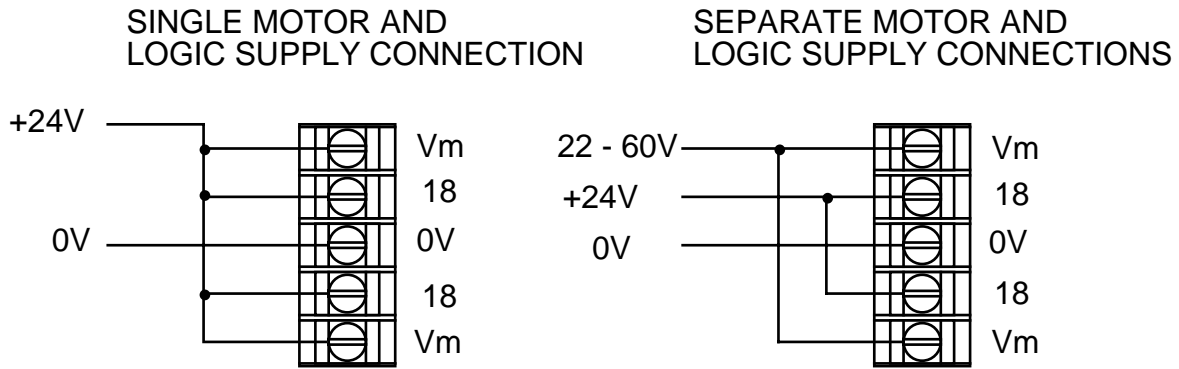 SINGLE MOTOR AND
LOGIC SUPPLY CONNECTION
+24V
0V
Vm
18
0V
18
Vm
SEPARATE MOTOR AND
LOGIC SUPPLY CONNECTIONS
22 - 60V
+24V
0V
Vm
18
0V
18
Vm